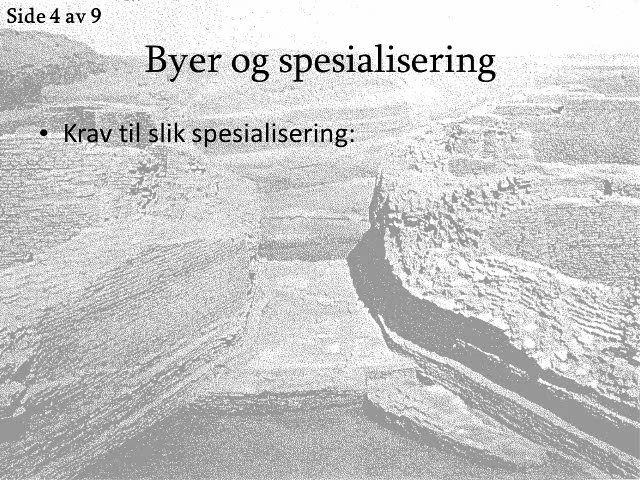 Side 4 av 9
Byer og spesialisering
• Krav til slik spesialisering: